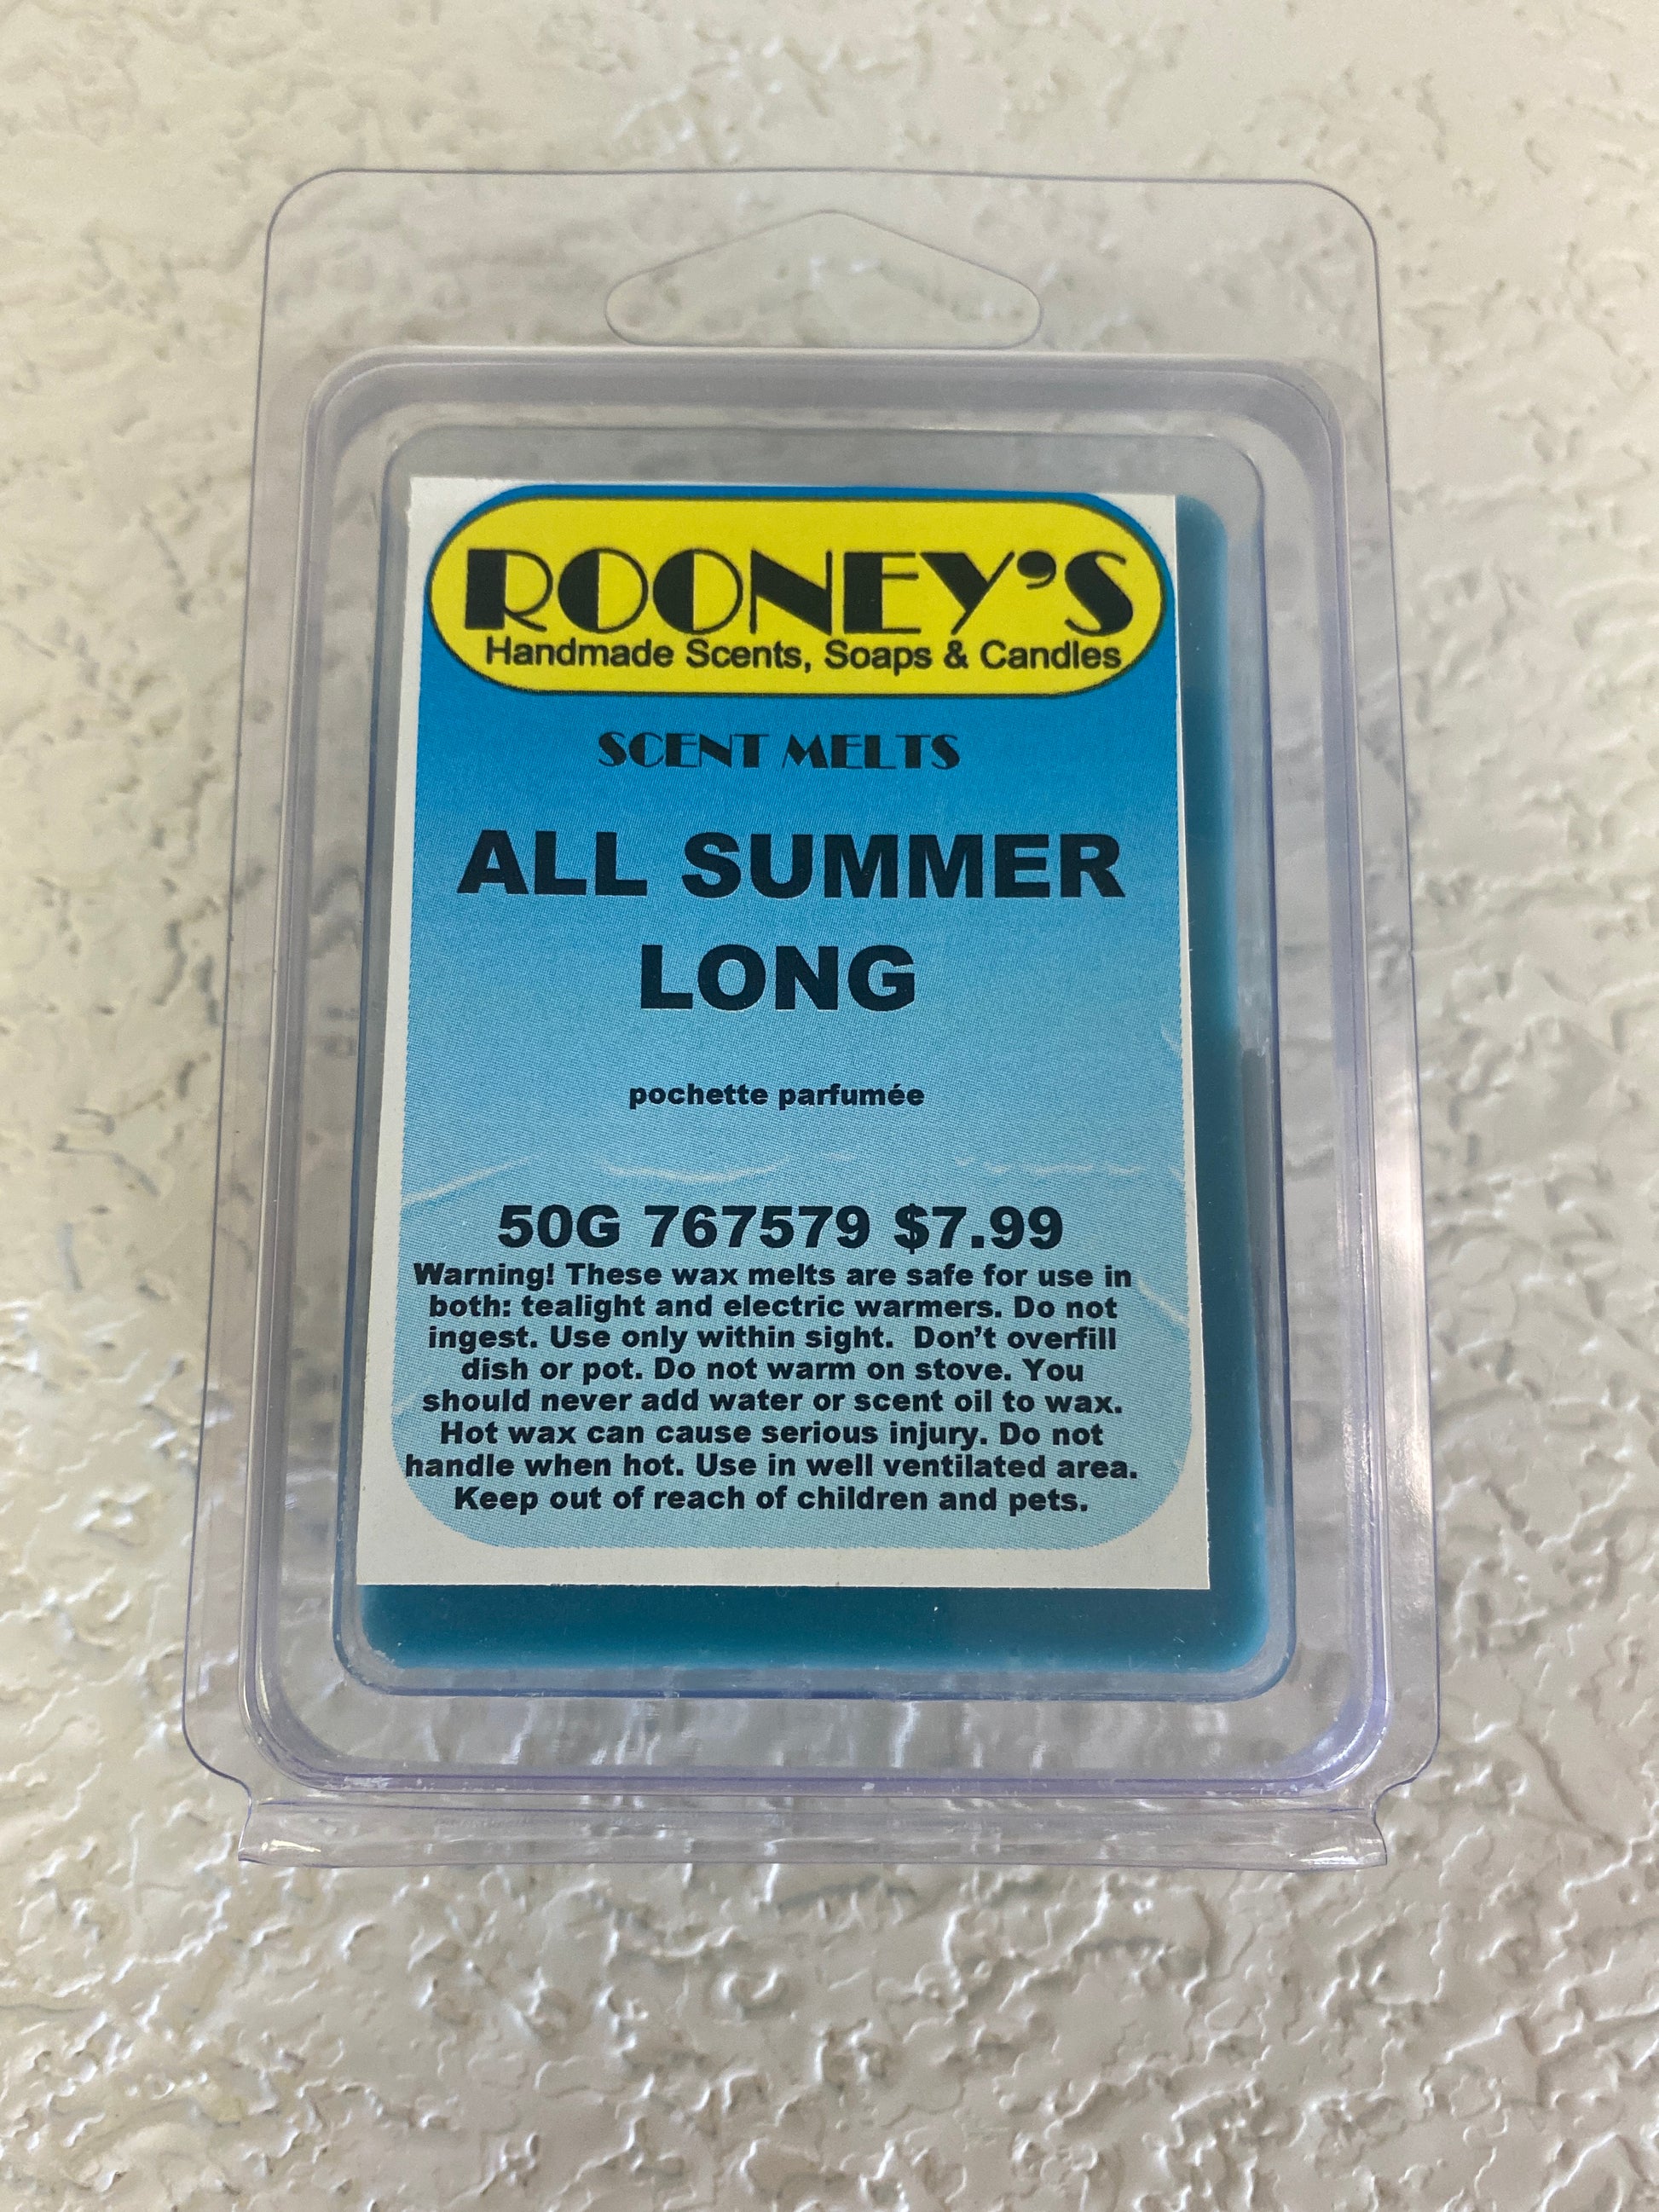 ROONEY'S
Handmade Scents, Soaps & Candles
SCENT MELTS
ALL SUMMER
LONG
pochette parfumée
50G 767579 $7.99
Warning! These wax melts are safe for use in
both: tealight and electric warmers. Do not
ingest. Use only within sight. Don't overfill
dish or pot. Do not warm on stove. You
should never add water or scent oil to wax.
Hot wax can cause serious injury. Do not
handle when hot. Use in well ventilated area.
Keep out of reach of children and pets.